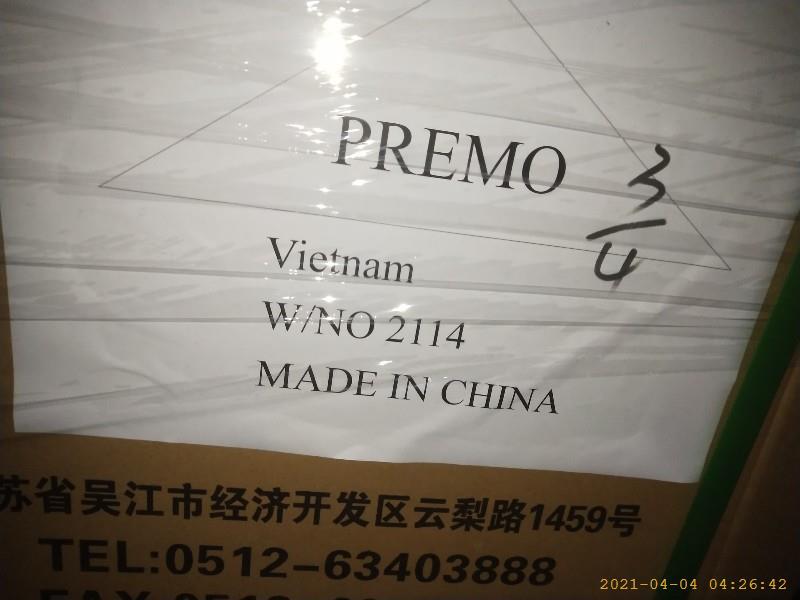 PREMO
3/4
Vietnam
W/NO 2114
MADE IN CHINA
苏省吴江市经济开发区云梨路1459号
TEL:0512-63403888
2021-04-04 04:26:42